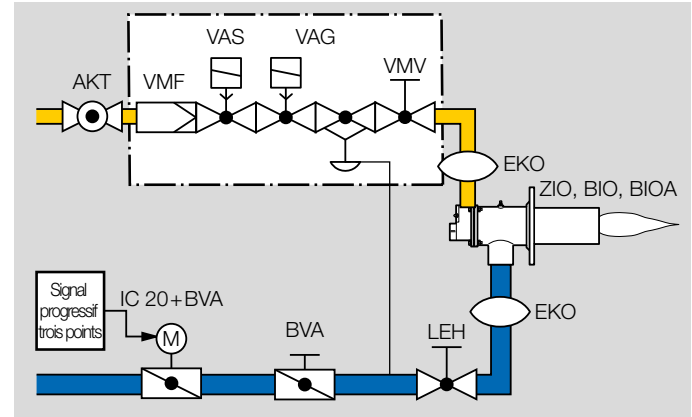 VAS
VAG
AKT
VMF
VMV
EKO
ZIO, BIO, BIOA
Signal
progressif
trois points
IC 20+BVA
M
BVA
LEH
EKO